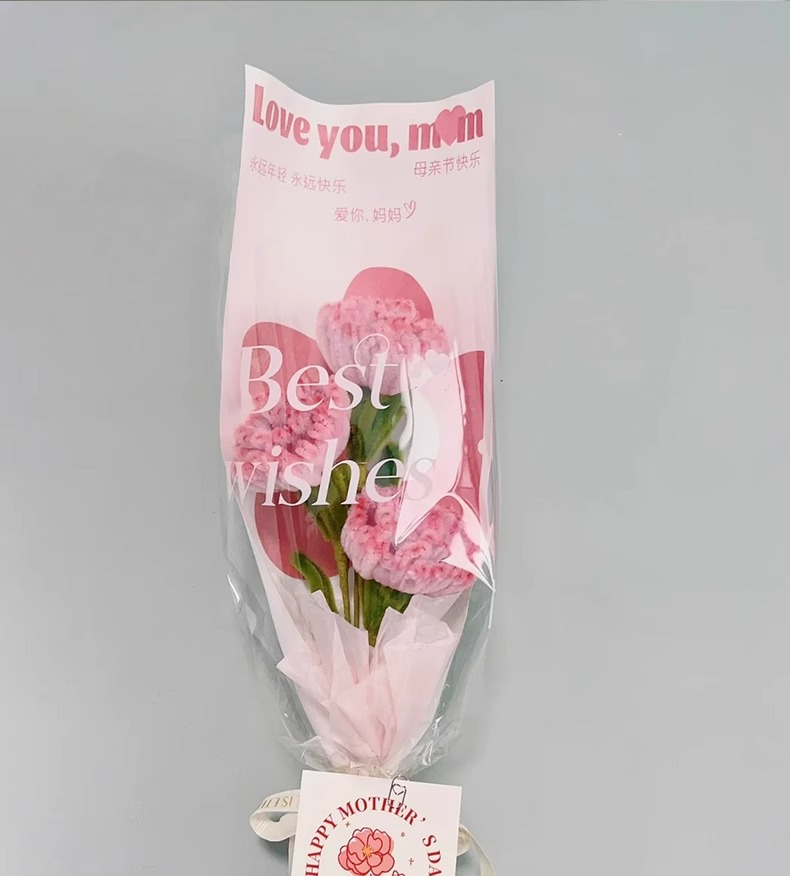 Love you, mom
永远年轻 永远快乐
母亲节快乐
爱你.妈妈
Best
wishes
HAPPY MOTHER'S DA